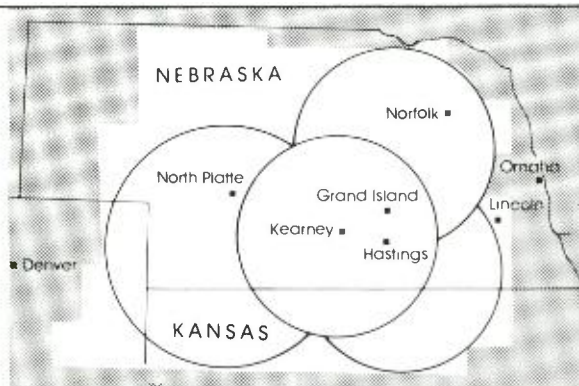 NEBRASKA
Norfolk
Omaha
North Platte
Grand Island
Lincoln
Kearney
Hastings
Denver
KANSAS